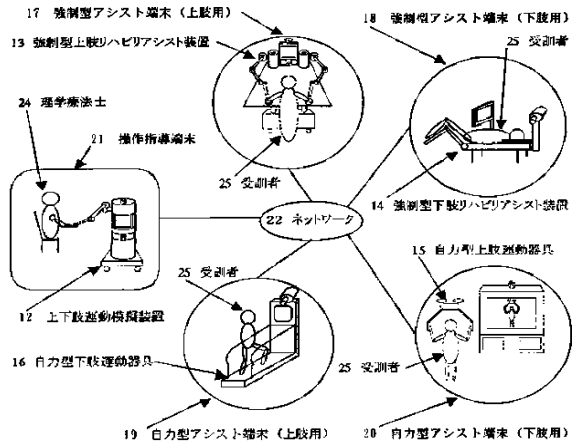 17 強制型アシスト端末(上肢用)
18 強制型アシスト端末(下肢用)
13 強制型上肢リハビリアシスト装置
25 受訓者
24 理学療法士
21 操作指導端末
25 受訓者
14 強制型下肢リハビリアシスト装置
22 ネットワーク
15 自力型上肢運動器具
25 受訓者
12 上下肢運動模擬装置
16 自力型下肢運動器具
25 受訓者
19 自力型アシスト端末(上肢用)
20 自力型アシスト端末(下肢用)